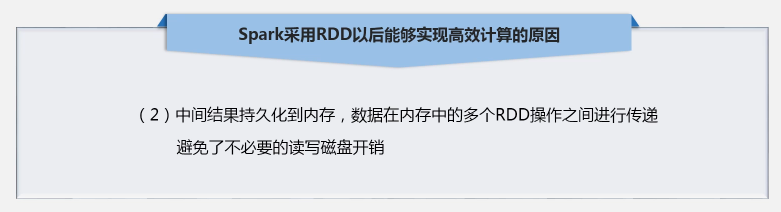 Spark采用RDD以后能够实现高效计算的原因
（2）中间结果持久化到内存，数据在内存中的多个RDD操作之间进行传递
避免了不必要的读写磁盘开销